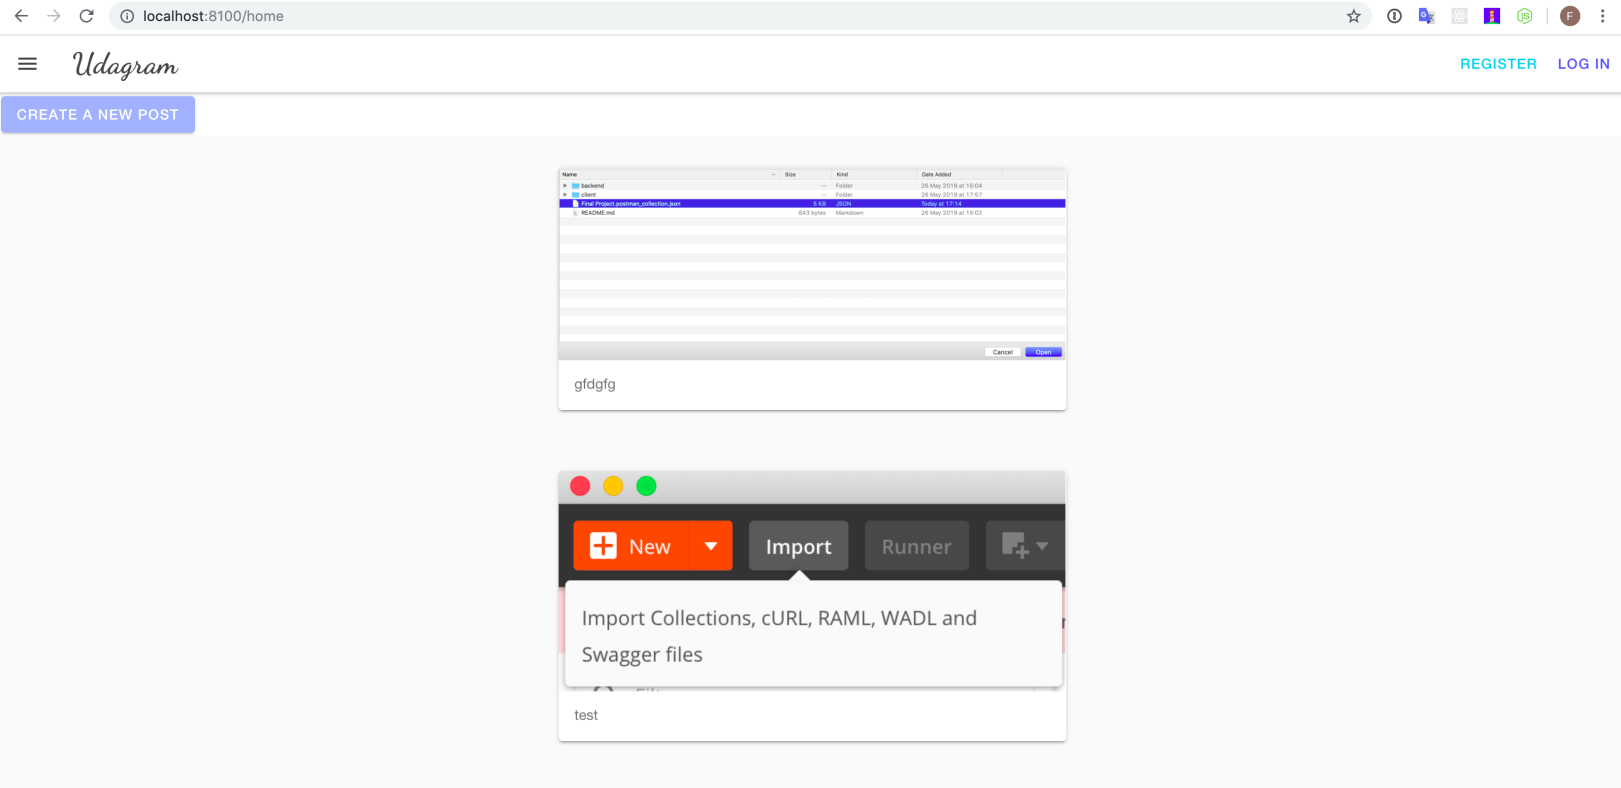 localhost:8100/home
F
Udagram
REGISTER LOG IN
CREATE A NEW POST
Name Size Kind Date Added
backend -- Folder 26 May 2019 at 15:04
client -- Folder 26 May 2019 at 17:57
Final Project.postman_collection.json 5 KB JSON Today at 17:14
README.md 643 bytes Markdown 26 May 2019 at 15:02
Cancel Open
gfdgfg
New Import Runner
Import Collections, cURL, RAML, WADL and
Swagger files
test